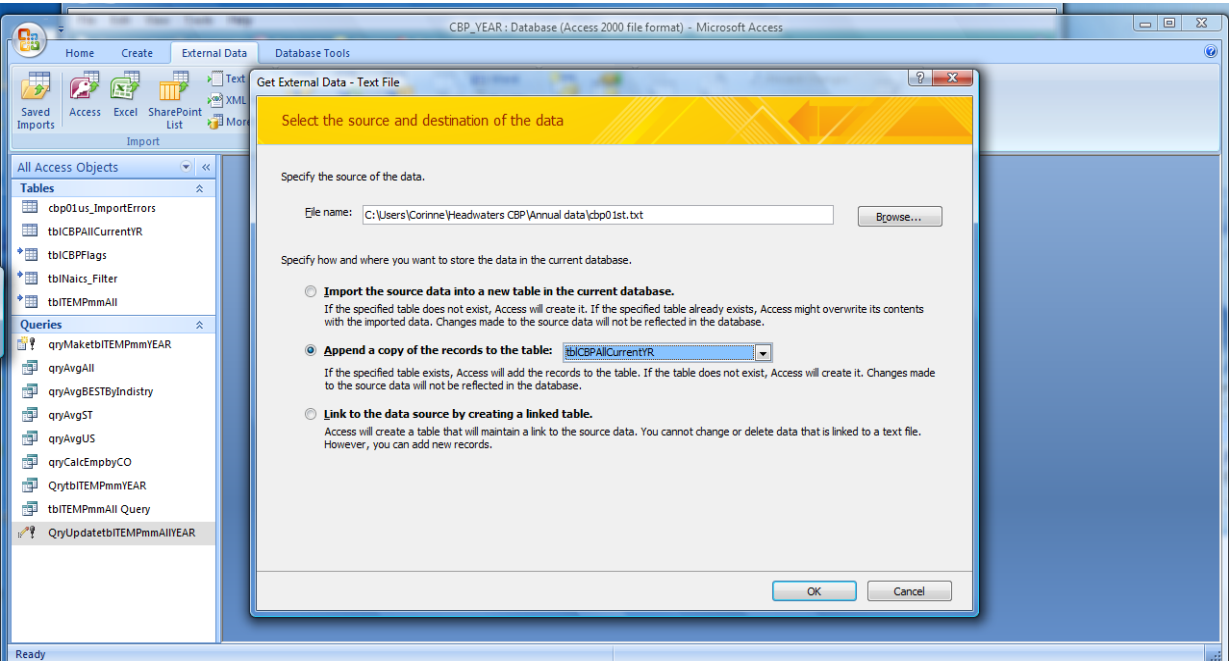 CBP_YEAR : Database (Access 2000 file format) - Microsoft Access
Home Create External Data Database Tools
Saved Imports
Access
Excel
SharePoint List
Text
XML
More
Import
Get External Data - Text File
Select the source and destination of the data
Specify the source of the data.
File name: C:\Users\Corinne\Headwaters CBP\Annual data\cbp01st.txt Browse...
Specify how and where you want to store the data in the current database.
Import the source data into a new table in the current database.
If the specified table does not exist, Access will create it. If the specified table already exists, Access might overwrite its contents
with the imported data. Changes made to the source data will not be reflected in the database.
Append a copy of the records to the table: tblCBPAllCurrentYR
If the specified table exists, Access will add the records to the table. If the table does not exist, Access will create it. Changes made
to the source data will not be reflected in the database.
Link to the data source by creating a linked table.
Access will create a table that will maintain a link to the source data. You cannot change or delete data that is linked to a text file.
However, you can add new records.
OK Cancel
All Access Objects
Tables
cbp01us_ImportErrors
tblCBPAllCurrentYR
tblCBPFlags
tblNaics_Filter
tblTEMPmmAll
Queries
qryMaketblTEMPmmYEAR
qryAvgAll
qryAvgBESTByIndistry
qryAvgST
qryAvgUS
qryCalcEmpbyCO
QrytblTEMPmmYEAR
tblTEMPmmAll Query
QryUpdatetblTEMPmmAllYEAR
Ready